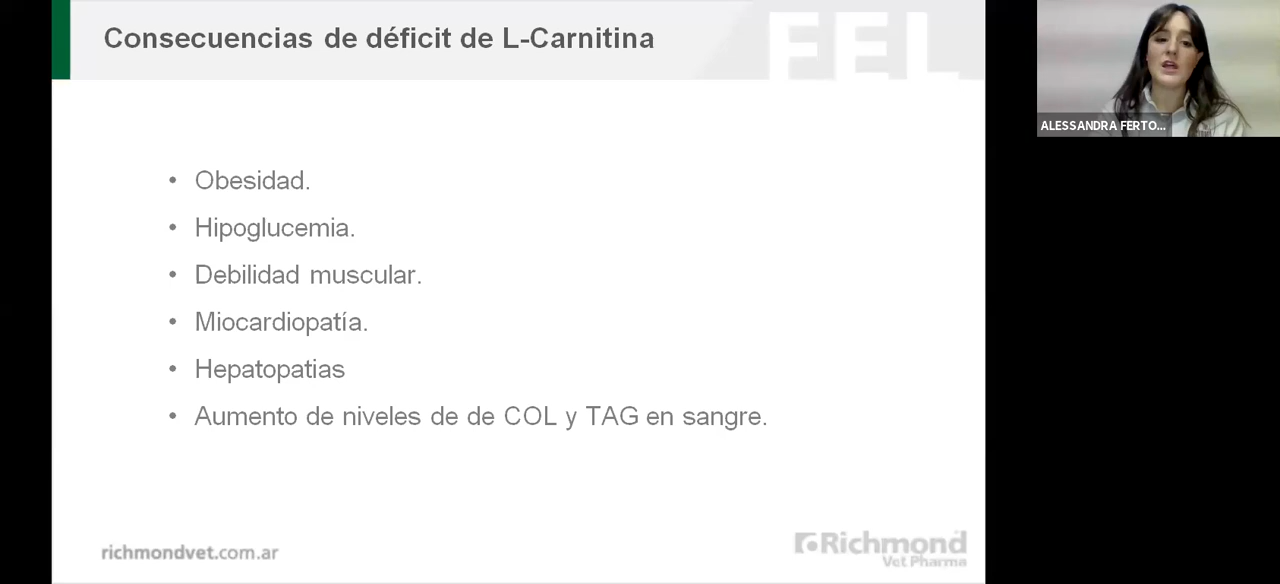 Consecuencias de déficit de L-Carnitina
FEL
ALESSANDRA FERTO...
• Obesidad.
• Hipoglucemia.
• Debilidad muscular.
• Miocardiopatía.
• Hepatopatias
• Aumento de niveles de de COL y TAG en sangre.
richmondvet.com.ar
Richmond
Vet Pharma